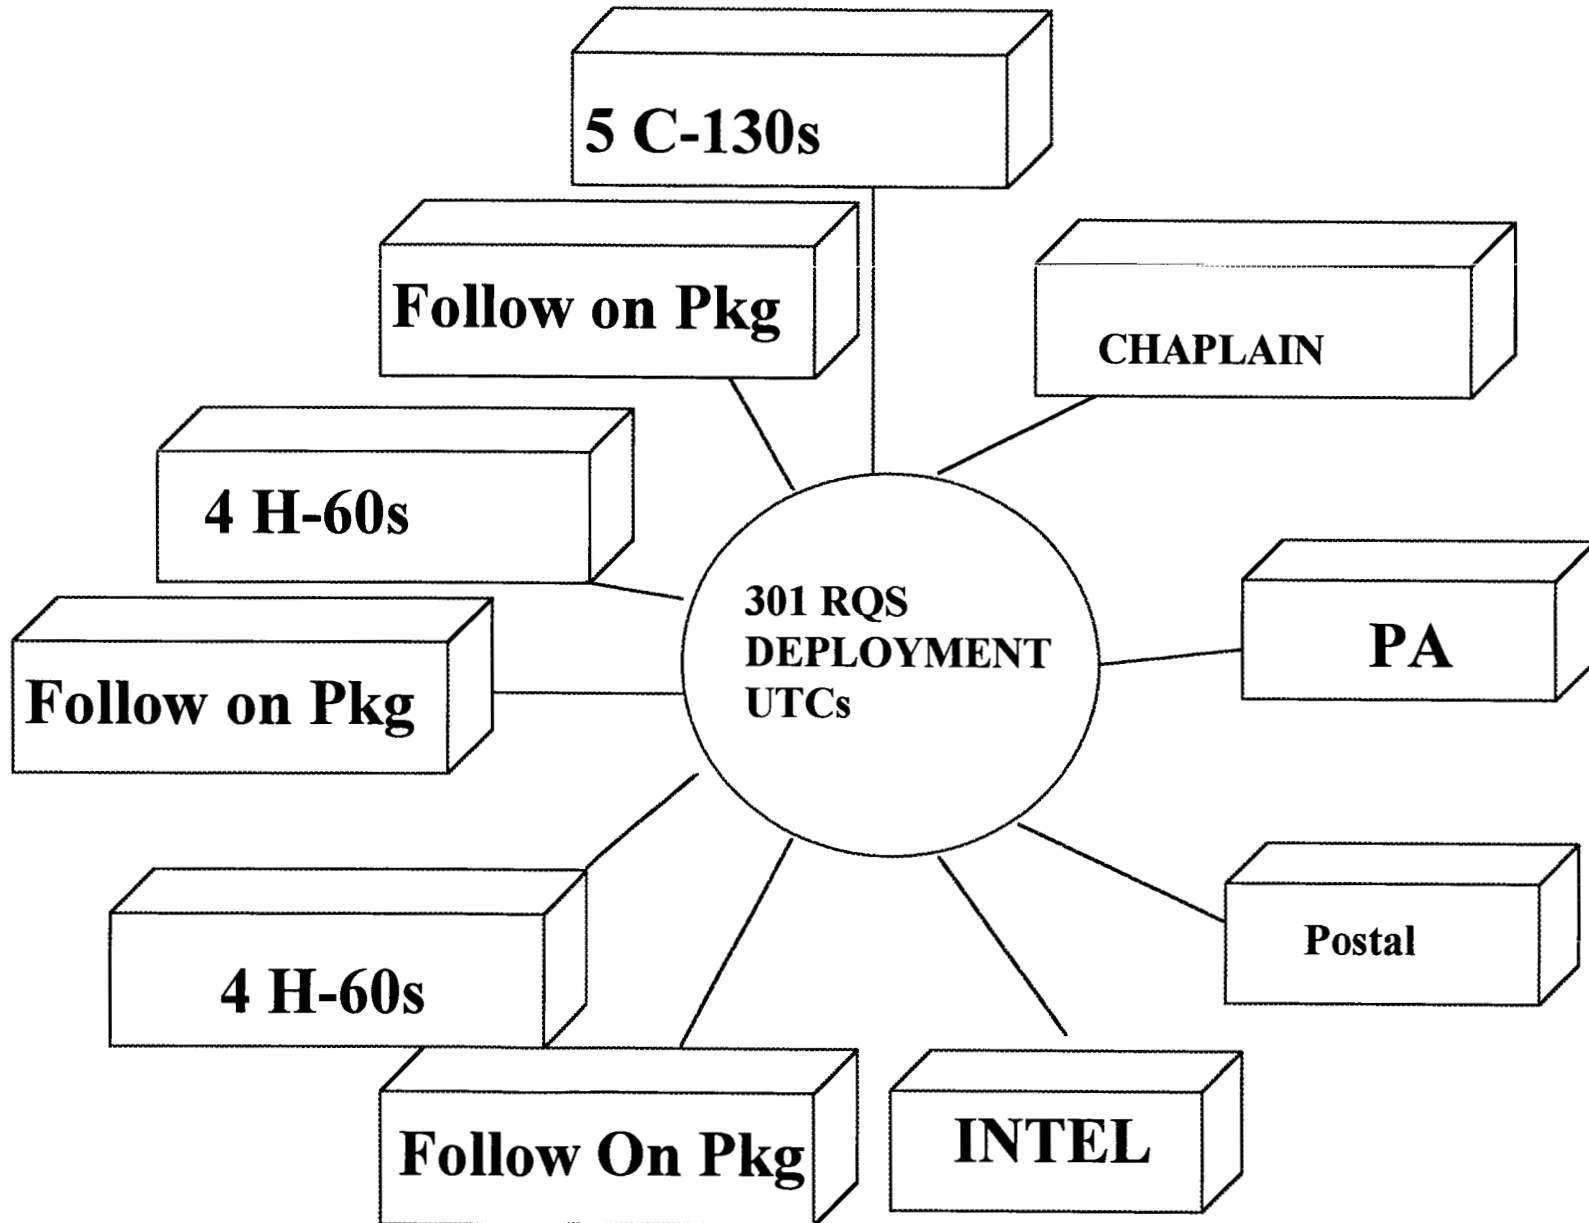 5 C-130s
Follow on Pkg
CHAPLAIN
4 H-60s
301 RQS
DEPLOYMENT
UTCs
PA
Follow on Pkg
Postal
4 H-60s
Follow On Pkg
INTEL